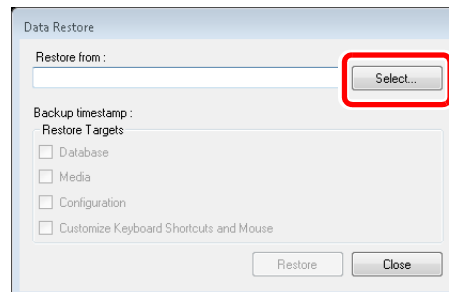 Data Restore
Restore from :
Select...
Backup timestamp :
Restore Targets
Database
Media
Configuration
Customize Keyboard Shortcuts and Mouse
Restore Close